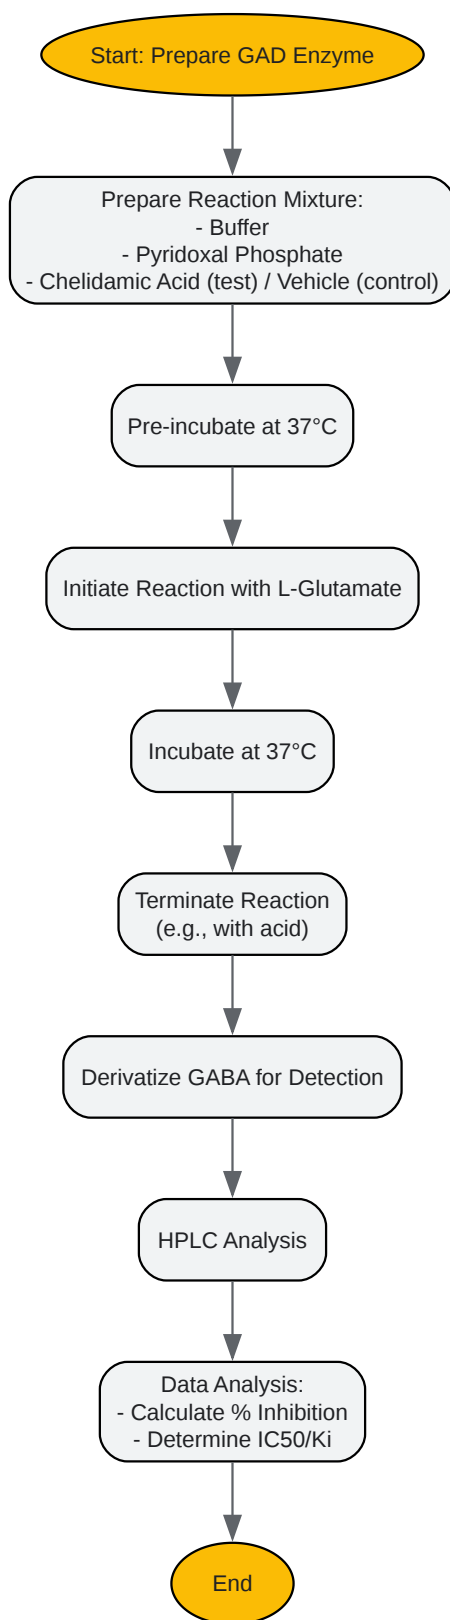 Start: Prepare GAD Enzyme
Prepare Reaction Mixture:
- Buffer
- Pyridoxal Phosphate
- Chelidamic Acid (test) / Vehicle (control)
Pre-incubate at 37°C
Initiate Reaction with L-Glutamate
Incubate at 37°C
Terminate Reaction
(e.g., with acid)
Derivatize GABA for Detection
HPLC Analysis
Data Analysis:
- Calculate % Inhibition
- Determine IC50/Ki
End